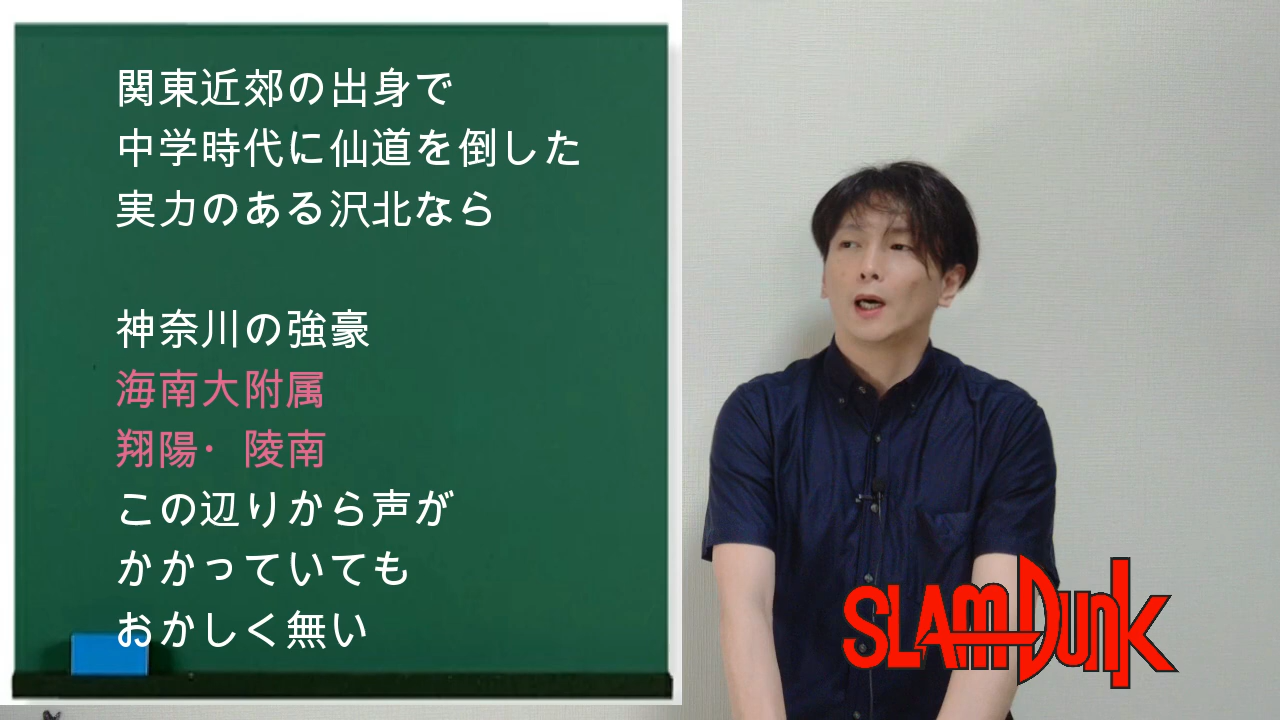 関東近郊の出身で
中学時代に仙道を倒した
実力のある沢北なら
神奈川の強豪
海南大附属
翔陽・陵南
この辺りから声が
かかっていても
おかしく無い
SLAM DUNK